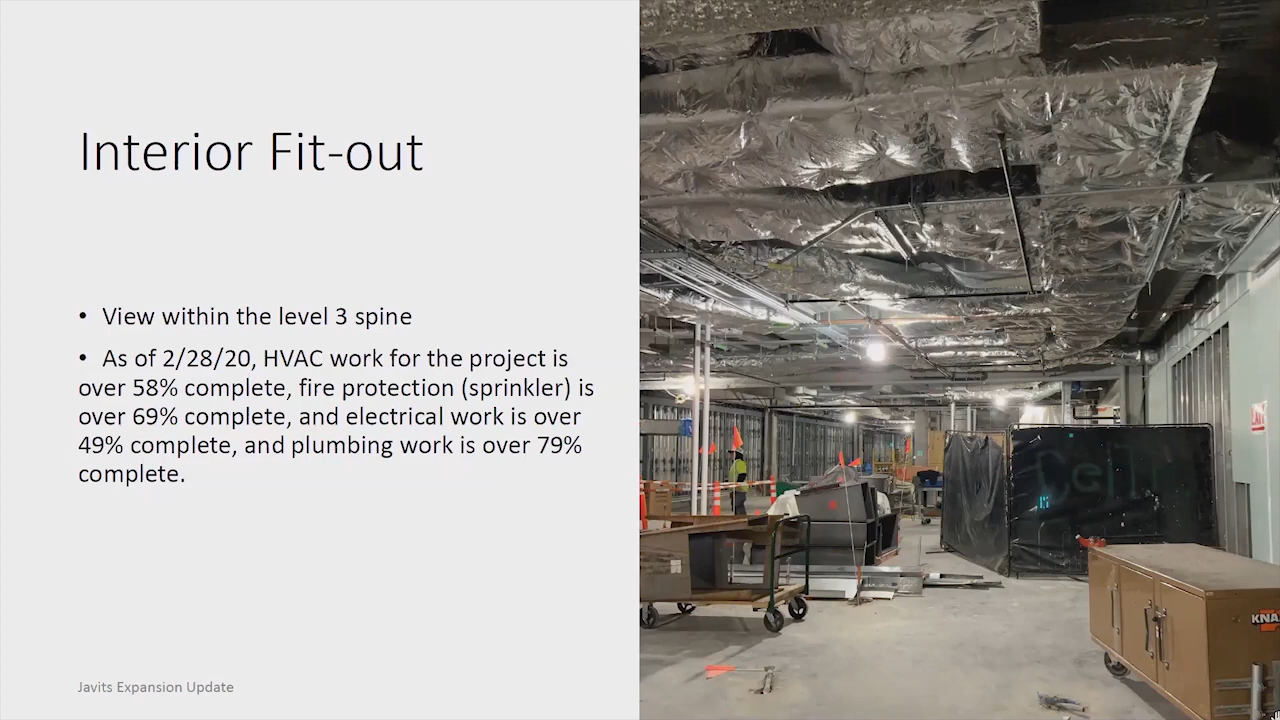 Interior Fit-out
• View within the level 3 spine
• As of 2/28/20, HVAC work for the project is
over 58% complete, fire protection (sprinkler) is
over 69% complete, and electrical work is over
49% complete, and plumbing work is over 79%
complete.
Javits Expansion Update